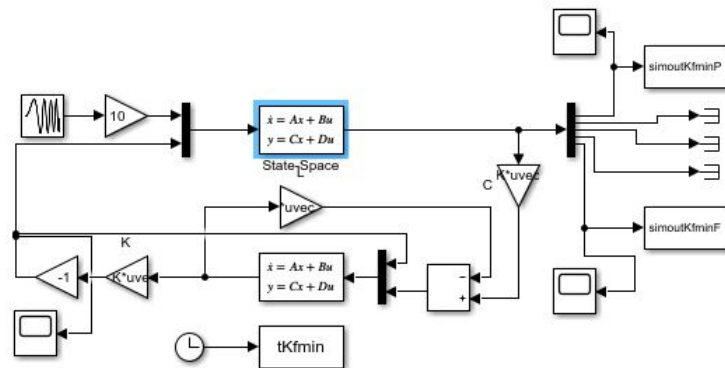 simoutKfminP
10
ẋ = Ax + Bu
y = Cx + Du
State-Space
L
K*uvec
C
*uvec
simoutKfminF
K
-1
K*uve
ẋ = Ax + Bu
y = Cx + Du
−
+
tKfmin